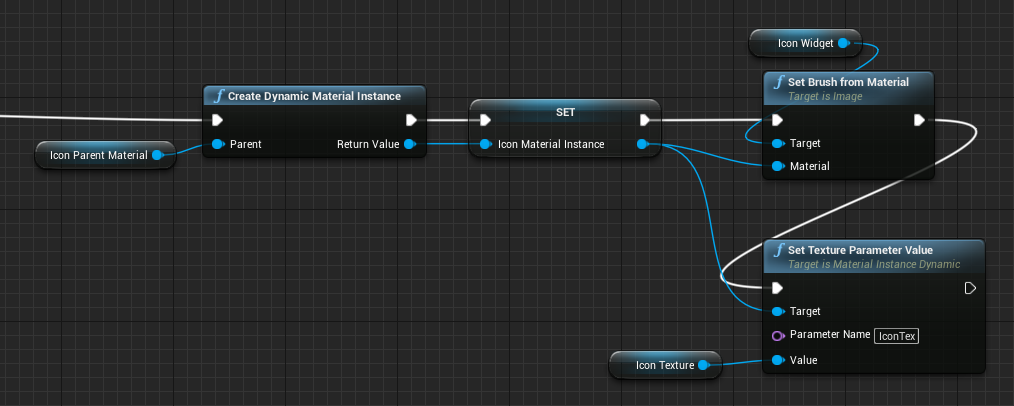 Icon Widget
Set Brush from Material
Target is Image
Target
Material
Create Dynamic Material Instance
Parent
Return Value
SET
Icon Material Instance
Icon Parent Material
Set Texture Parameter Value
Target is Material Instance Dynamic
Target
Parameter Name IconTex
Value
Icon Texture